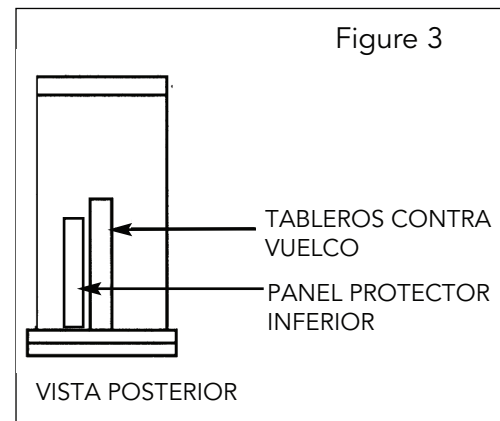 Figure 3
TABLEROS CONTRA
VUELCO
PANEL PROTECTOR
INFERIOR
VISTA POSTERIOR